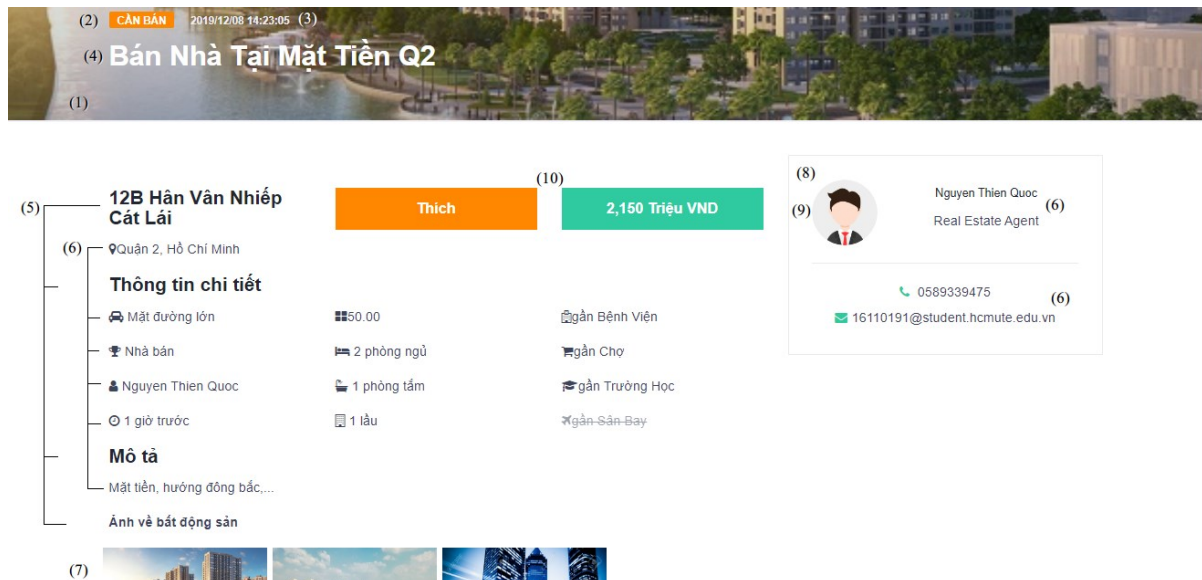 (2) CẦN BÁN 2019/12/08 14:23:05 (3)
(4) Bán Nhà Tại Mặt Tiền Q2
(1)
(5) 12B Hân Vân Nhiếp
Cát Lái
Thích
(10)
2,150 Triệu VND
(6) Quận 2, Hồ Chí Minh
Thông tin chi tiết
Mặt đường lớn 50.00 gần Bệnh Viện
Nhà bán 2 phòng ngủ gần Chợ
Nguyen Thien Quoc 1 phòng tắm gần Trường Học
1 giờ trước 1 lầu gần Sân Bay
Mô tả
Mặt tiền, hướng đông bắc,...
Ảnh về bất động sản
(7)
(8)
(9) Nguyen Thien Quoc
Real Estate Agent (6)
0589339475
16110191@student.hcmute.edu.vn (6)